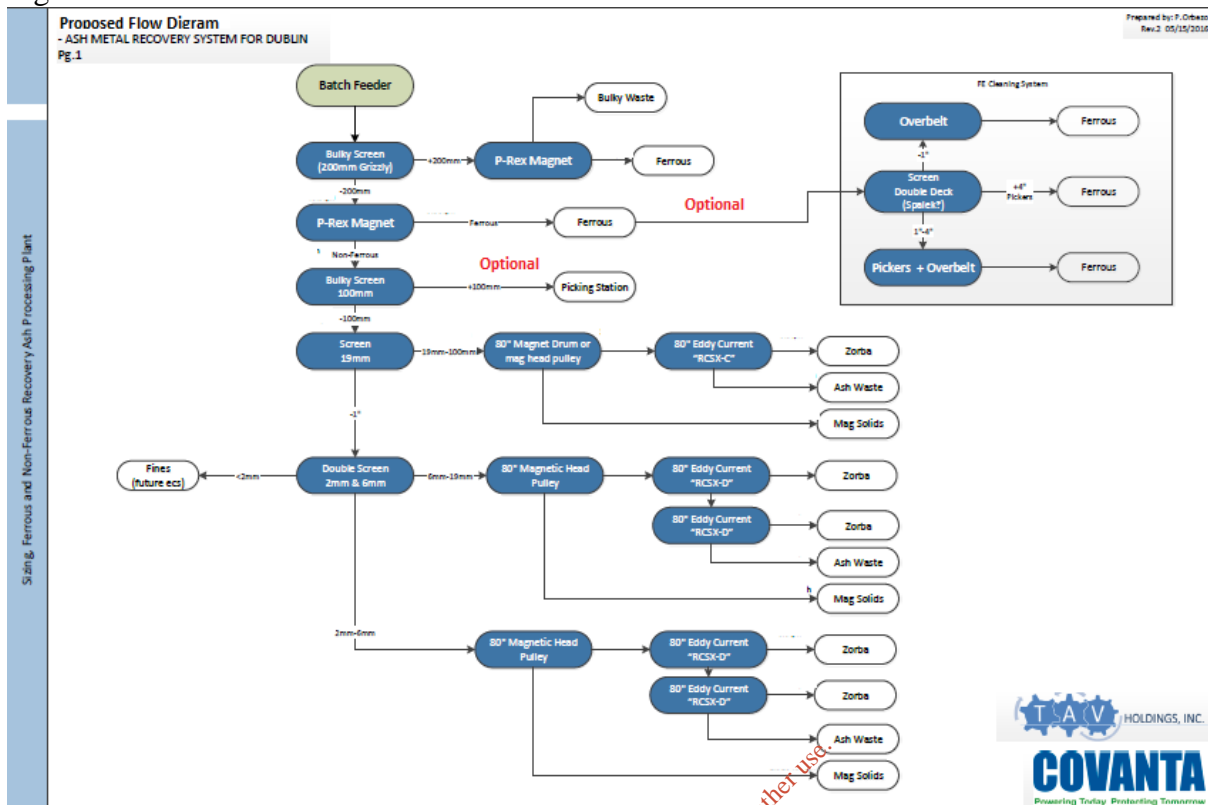 Proposed Flow Digram
- ASH METAL RECOVERY SYSTEM FOR DUBLIN
Pg.1
Prepared by: P.Orbezo
Rev.2 05/15/2016
Sizing, Ferrous and Non-Ferrous Recovery Ash Processing Plant
Batch Feeder
Bulky Screen
(200mm Grizzly)
+200mm
P-Rex Magnet
Bulky Waste
Ferrous
-200mm
P-Rex Magnet
Ferrous
Ferrous
Optional
FE Cleaning System
Overbelt
Ferrous
-1"
Screen
Double Deck
(Spalek?)
+4"
Pickers
Ferrous
1"-4"
Pickers + Overbelt
Ferrous
Non-Ferrous
Optional
Bulky Screen
100mm
+100mm
Picking Station
-100mm
Screen
19mm
19mm-100mm
80" Magnet Drum or
mag head pulley
80" Eddy Current
"RCSX-C"
Zorba
Ash Waste
Mag Solids
-1"
Fines
(future ecs)
<2mm
Double Screen
2mm & 6mm
6mm-19mm
80" Magnetic Head
Pulley
80" Eddy Current
"RCSX-D"
Zorba
80" Eddy Current
"RCSX-D"
Zorba
Ash Waste
h
Mag Solids
2mm-6mm
80" Magnetic Head
Pulley
80" Eddy Current
"RCSX-D"
Zorba
80" Eddy Current
"RCSX-D"
Zorba
Ash Waste
Mag Solids
ther use.
TAV HOLDINGS, INC.
COVANTA
Powering Today. Protecting Tomorrow